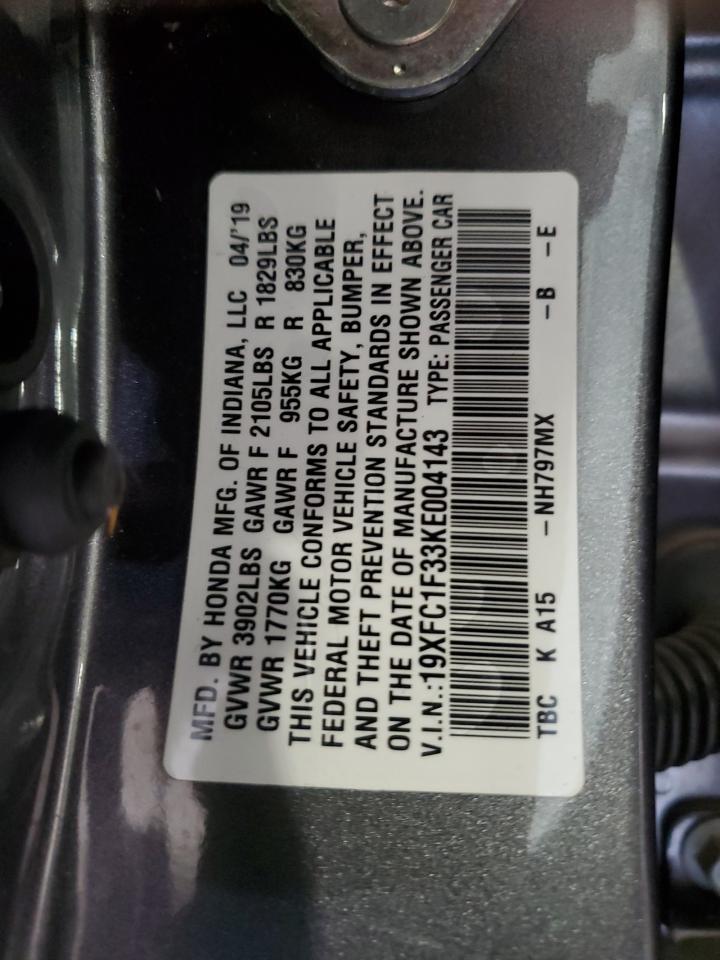 MFD. BY HONDA MFG. OF INDIANA, LLC 04/'19
GVWR 3902LBS GAWR F 2105LBS R 1829LBS
GVWR 1770KG GAWR F 955KG R 830KG
THIS VEHICLE CONFORMS TO ALL APPLICABLE
FEDERAL MOTOR VEHICLE SAFETY, BUMPER,
AND THEFT PREVENTION STANDARDS IN EFFECT
ON THE DATE OF MANUFACTURE SHOWN ABOVE.
V.I.N.:19XFC1F33KE004143 TYPE: PASSENGER CAR
TBC K A15 -NH797MX -B -E